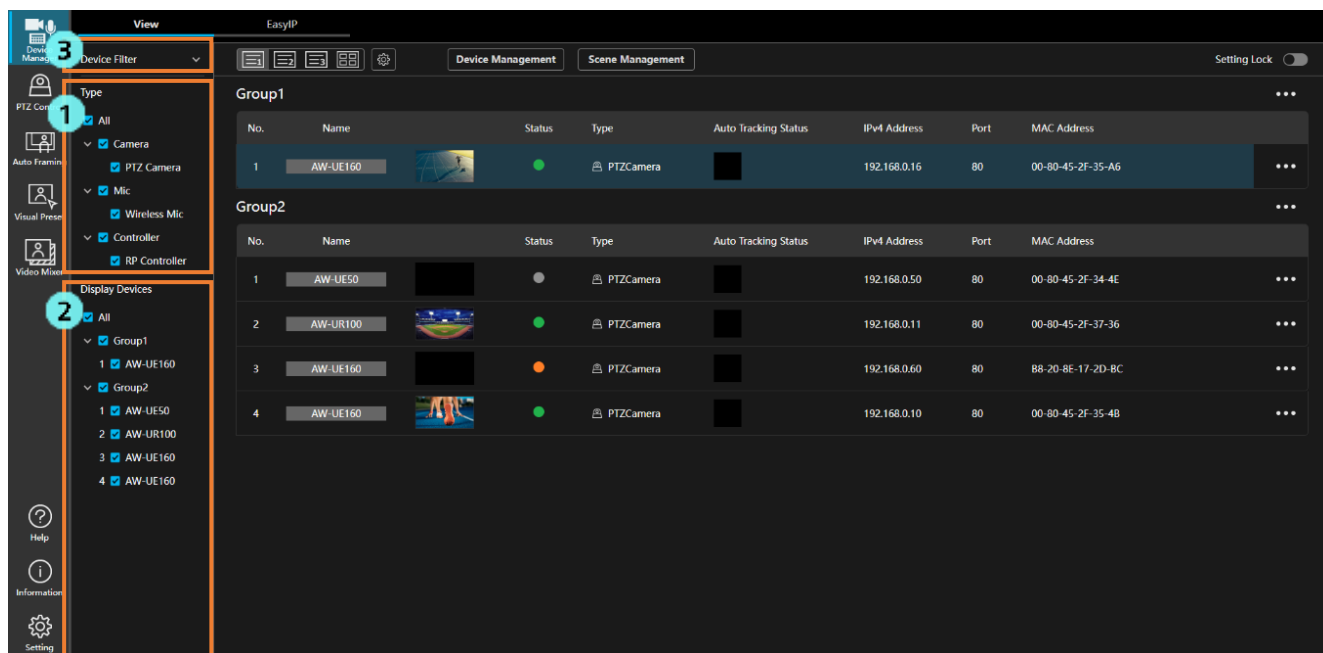 View
EasyIP
Device
Manag
PTZ Con
Auto Framin
Visual Prese
Video Mixer
Help
Information
Setting
3
Device Filter
1
Type
All
Camera
PTZ Camera
Mic
Wireless Mic
Controller
RP Controller
2
Display Devices
All
Group1
1 AW-UE160
Group2
1 AW-UE50
2 AW-UR100
3 AW-UE160
4 AW-UE160
1 2 3
Device Management
Scene Management
Setting Lock
Group1
No. Name Status Type Auto Tracking Status IPv4 Address Port MAC Address
1 AW-UE160 PTZCamera 192.168.0.16 80 00-80-45-2F-35-A6
Group2
No. Name Status Type Auto Tracking Status IPv4 Address Port MAC Address
1 AW-UE50 PTZCamera 192.168.0.50 80 00-80-45-2F-34-4E
2 AW-UR100 PTZCamera 192.168.0.11 80 00-80-45-2F-37-36
3 AW-UE160 PTZCamera 192.168.0.60 80 B8-20-8E-17-2D-BC
4 AW-UE160 PTZCamera 192.168.0.10 80 00-80-45-2F-35-4B